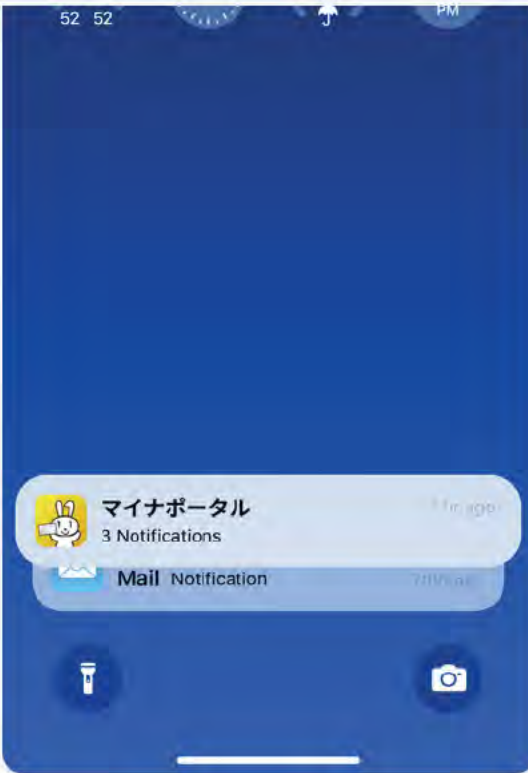 52 52
PM
マイナポータル
3 Notifications
Mail Notification